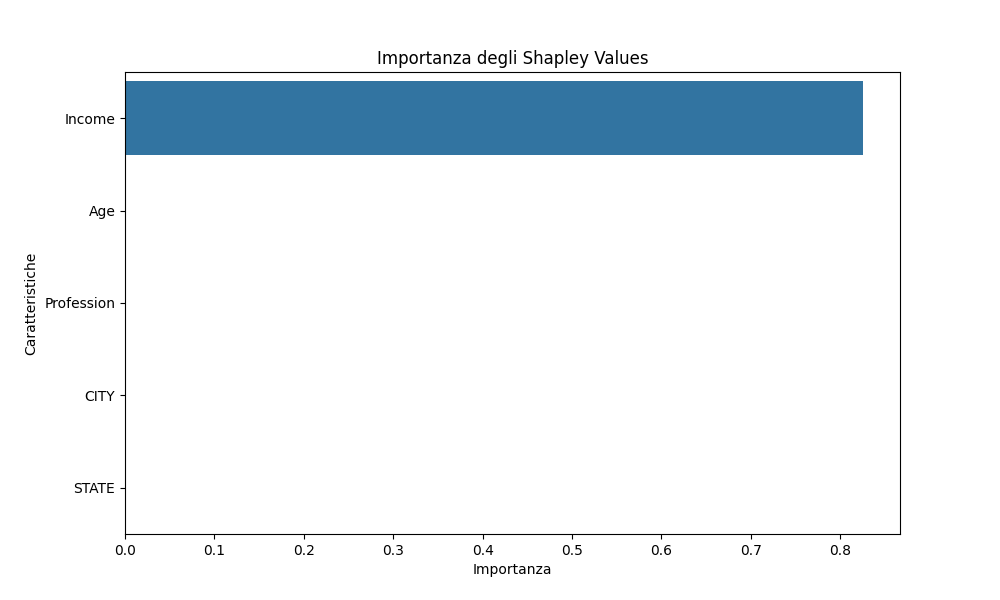 Importanza degli Shapley Values
Income
Age
Profession
CITY
STATE
Caratteristiche
0.0 0.1 0.2 0.3 0.4 0.5 0.6 0.7 0.8
Importanza